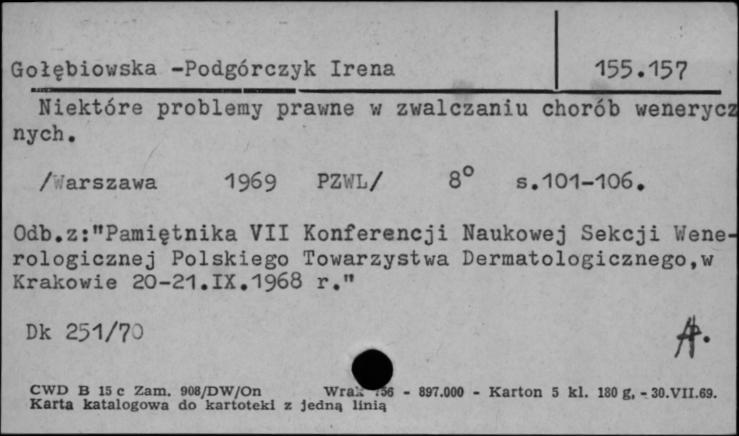 Gołębiowska -Podgórczyk Irena 155.157
Niektóre problemy prawne w zwalczaniu chorób wenerycz
nych.
/Warszawa 1969 PZWL/ 8° s.101-106.
Odb.z:"Pamiętnika VII Konferencji Naukowej Sekcji Wene-
rologicznej Polskiego Towarzystwa Dermatologicznego,w
Krakowie 20-21.IX.1968 r."
Dk 251/70
CWD B 15 c Zam. 908/DW/On - 897.000 - Karton 5 kl. 180 g, - 30.VII.69.
Karta katalogowa do kartoteki z jedną linią